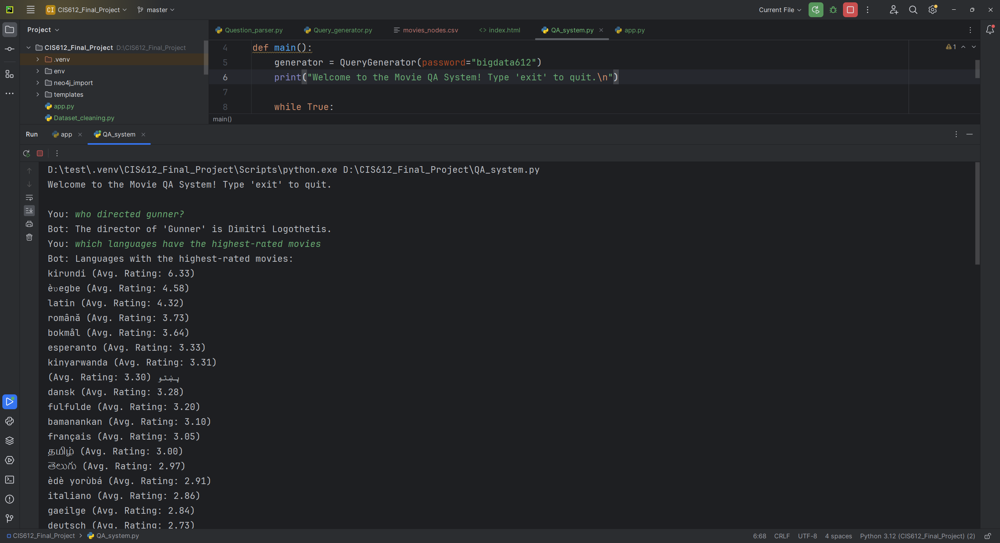 CI CIS612_Final_Project master Current File
Project
CIS612_Final_Project D:\CIS612_Final_Project
.venv
env
neo4j_import
templates
app.py
Dataset_cleaning.py
Question_parser.py Query_generator.py movies_nodes.csv index.html QA_system.py app.py
4 def main():
5 generator = QueryGenerator(password="bigdata612")
6 print("Welcome to the Movie QA System! Type 'exit' to quit.\n")
7
8 while True:
1
main()
Run app QA_system
D:\test\.venv\CIS612_Final_Project\Scripts\python.exe D:\CIS612_Final_Project\QA_system.py
Welcome to the Movie QA System! Type 'exit' to quit.
You: who directed gunner?
Bot: The director of 'Gunner' is Dimitri Logothetis.
You: which languages have the highest-rated movies
Bot: Languages with the highest-rated movies:
kirundi (Avg. Rating: 6.33)
èʋegbe (Avg. Rating: 4.58)
latin (Avg. Rating: 4.32)
română (Avg. Rating: 3.73)
bokmål (Avg. Rating: 3.64)
esperanto (Avg. Rating: 3.33)
kinyarwanda (Avg. Rating: 3.31)
(Avg. Rating: 3.30) پښتو
dansk (Avg. Rating: 3.28)
fulfulde (Avg. Rating: 3.20)
bamanankan (Avg. Rating: 3.10)
français (Avg. Rating: 3.05)
தமிழ் (Avg. Rating: 3.00)
తెలుగు (Avg. Rating: 2.97)
èdè yorùbá (Avg. Rating: 2.91)
italiano (Avg. Rating: 2.86)
gaeilge (Avg. Rating: 2.84)
deutsch (Avg. Rating: 2.73)
CIS612_Final_Project QA_system.py 6:68 CRLF UTF-8 4 spaces Python 3.12 (CIS612_Final_Project) (2)